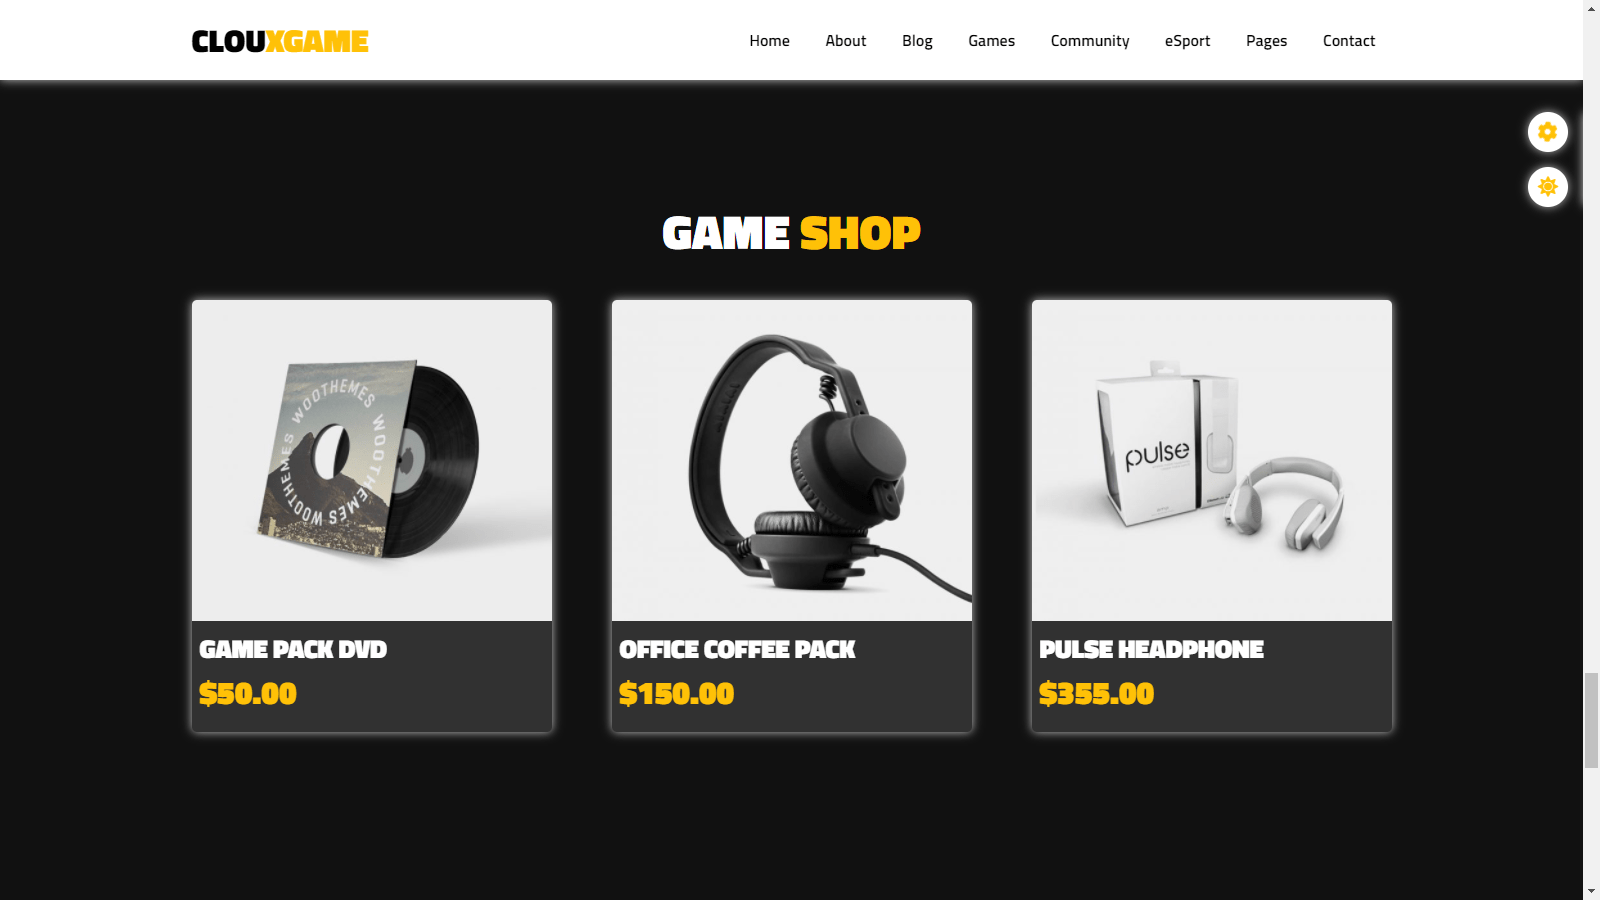 CLOUXGAME
Home About Blog Games Community eSport Pages Contact
GAME SHOP
WOOTHEMES WOOTHEMES WOOTHEMES WOOTHEMES
pulse
GAME PACK DVD
$50.00
OFFICE COFFEE PACK
$150.00
PULSE HEADPHONE
$355.00